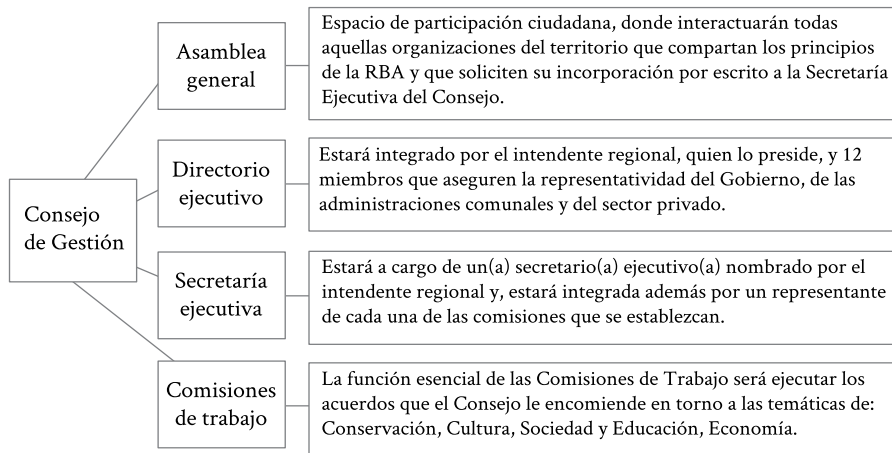 Asamblea
general
Espacio de participación ciudadana, donde interactuarán todas
aquellas organizaciones del territorio que compartan los principios
de la RBA y que soliciten su incorporación por escrito a la Secretaría
Ejecutiva del Consejo.
Directorio
ejecutivo
Estará integrado por el intendente regional, quien lo preside, y 12
miembros que aseguren la representatividad del Gobierno, de las
administraciones comunales y del sector privado.
Consejo
de Gestión
Secretaría
ejecutiva
Estará a cargo de un(a) secretario(a) ejecutivo(a) nombrado por el
intendente regional y, estará integrada además por un representante
de cada una de las comisiones que se establezcan.
Comisiones
de trabajo
La función esencial de las Comisiones de Trabajo será ejecutar los
acuerdos que el Consejo le encomiende en torno a las temáticas de:
Conservación, Cultura, Sociedad y Educación, Economía.